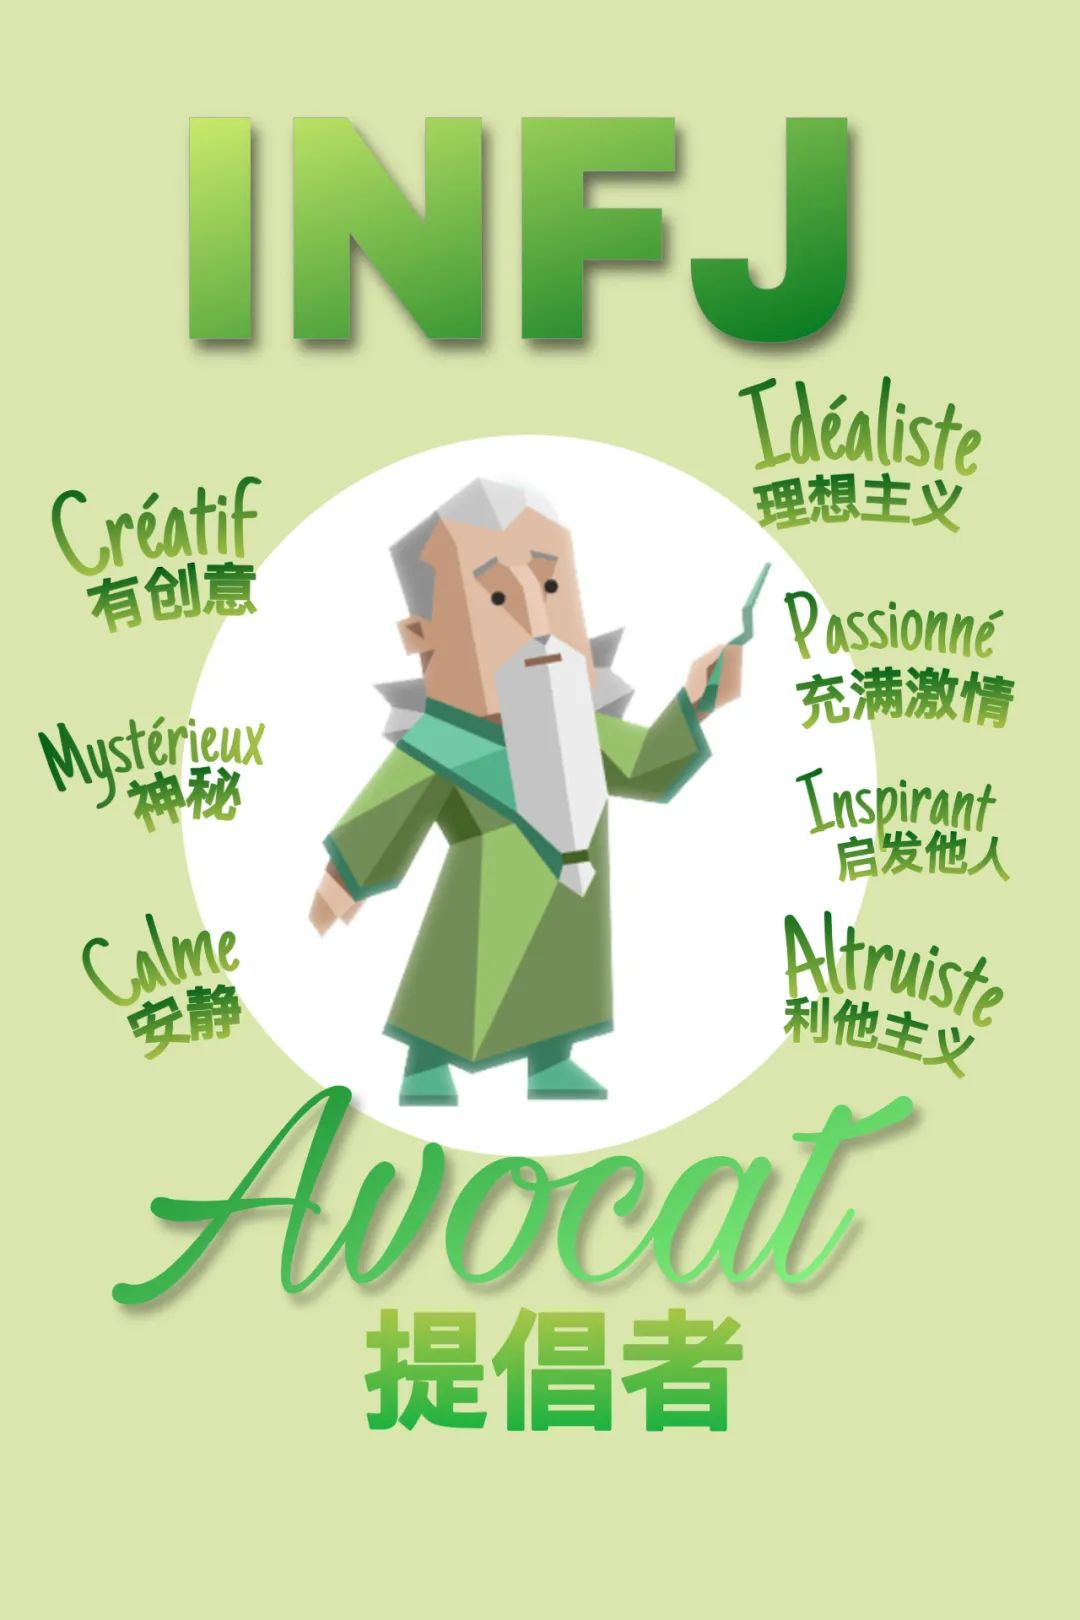 INFJ
Idéaliste
理想主义
Créatif
有创意
Passionné
充满激情
Mystérieux
神秘
Inspirant
启发他人
Calme
安静
Altruiste
利他主义
Avocat
提倡者